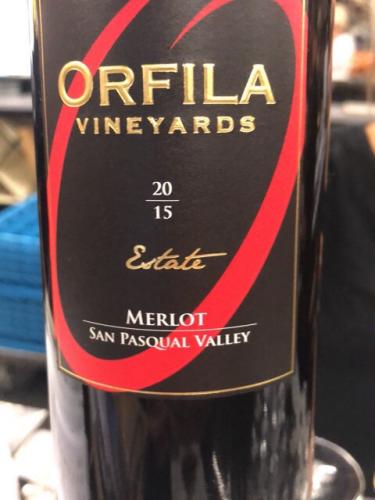 ORFILA
VINEYARDS
20
15
Estate
MERLOT
SAN PASQUAL VALLEY